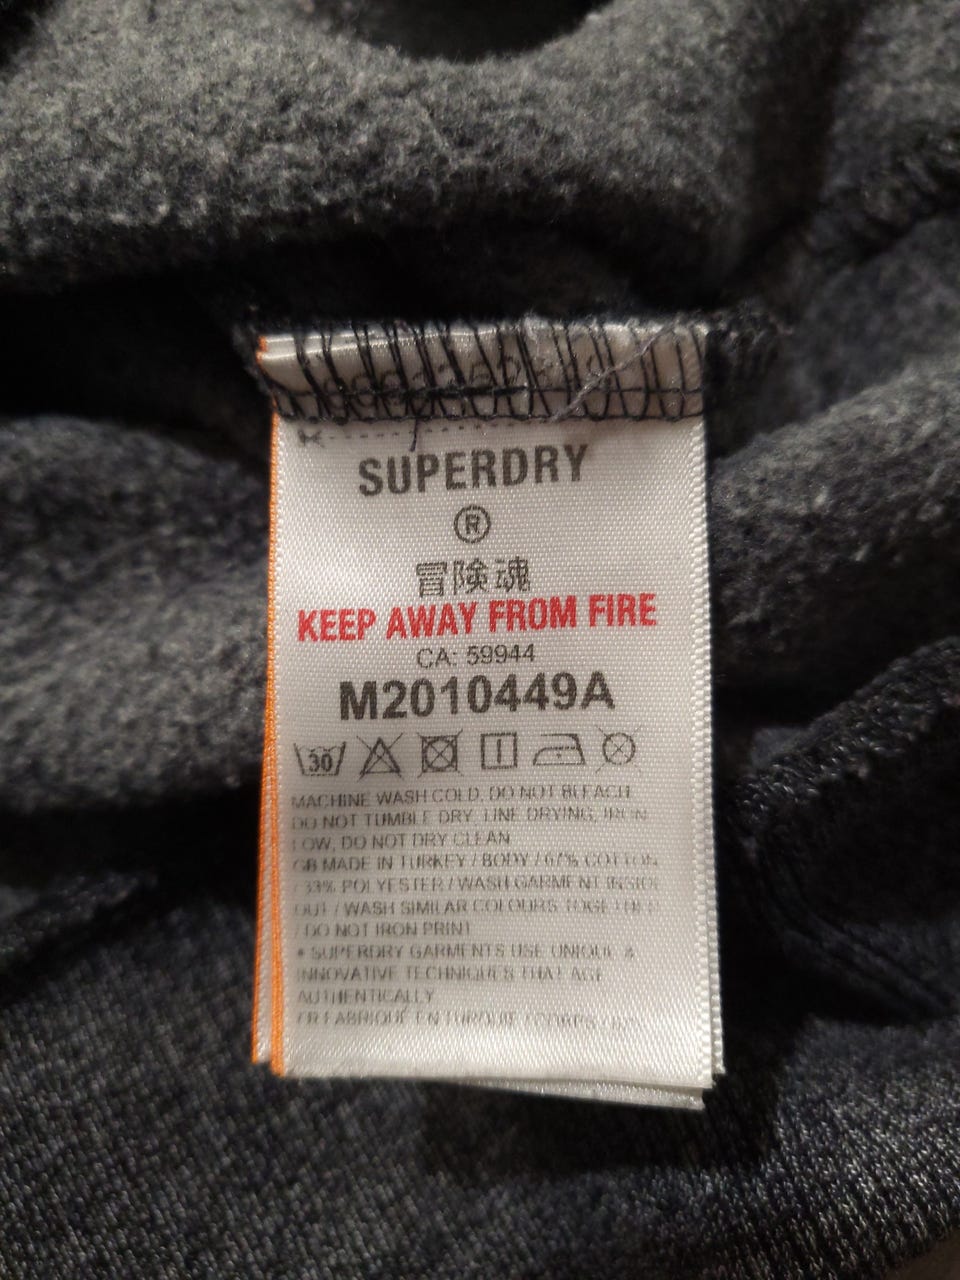 SUPERDRY
®
冒険魂
KEEP AWAY FROM FIRE
CA: 59944
M2010449A
30
MACHINE WASH COLD, DO NOT BLEACH
DO NOT TUMBLE DRY, LINE DRYING, IRON
LOW, DO NOT DRY CLEAN
GB MADE IN TURKEY / BODY / 67% COTTON
/ 33% POLYESTER / WASH GARMENT INSIDE
OUT / WASH SIMILAR COLOURS TOGETHER
/ DO NOT IRON PRINT
* SUPERDRY GARMENTS USE UNIQUE &
INNOVATIVE TECHNIQUES THAT AGE
AUTHENTICALLY
FR FABRIQUÉ EN TURQUIE / CORPS /